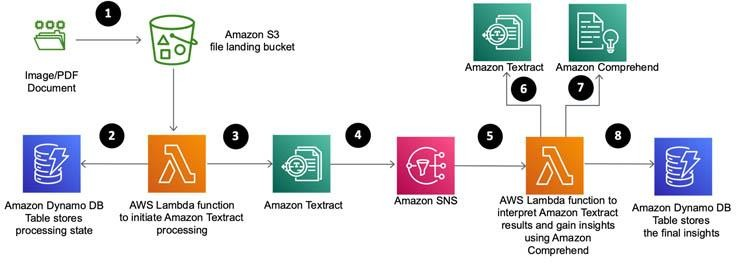 1
Amazon S3
file landing bucket
Image/PDF
Document
Amazon Textract
Amazon Comprehend
6
7
2
3
4
5
8
Amazon Dynamo DB
Table stores
processing state
AWS Lambda function
to initiate Amazon Textract
processing
Amazon Textract
Amazon SNS
AWS Lambda function to
interpret Amazon Textract
results and gain insights
using Amazon
Comprehend
Amazon Dynamo DB
Table stores
the final insights